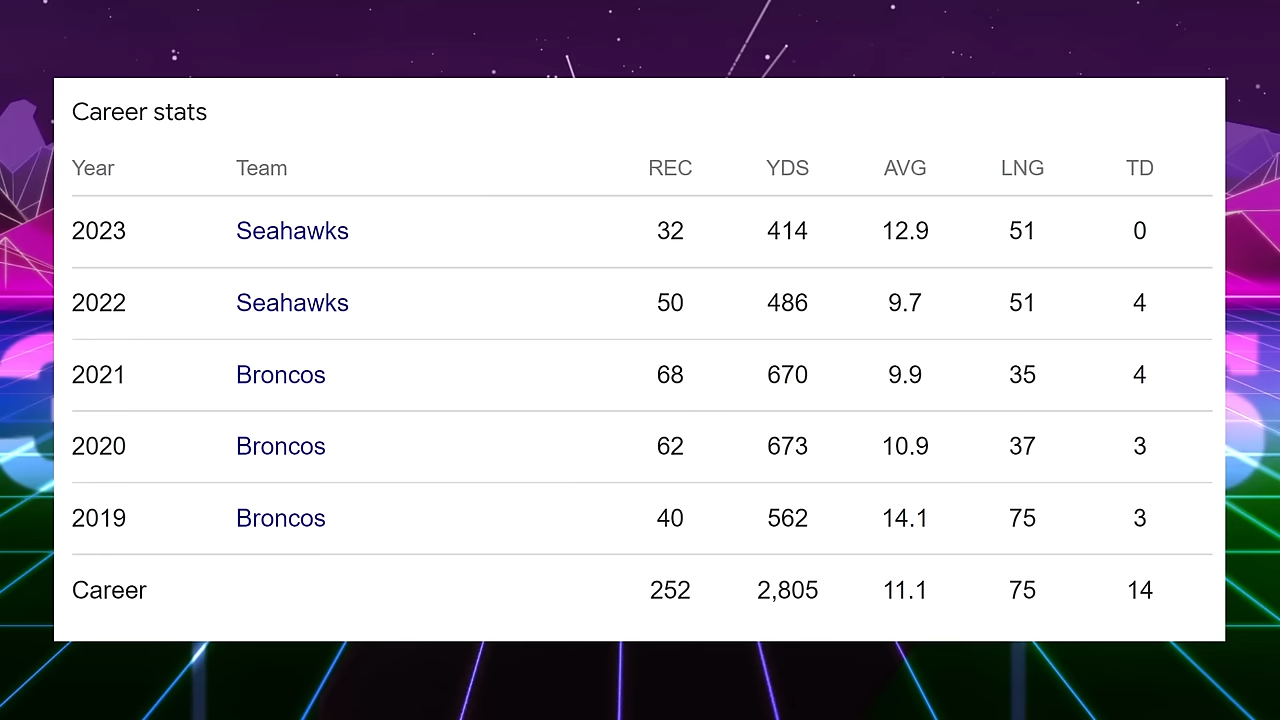 Career stats
Year Team REC YDS AVG LNG TD
2023 Seahawks 32 414 12.9 51 0
2022 Seahawks 50 486 9.7 51 4
2021 Broncos 68 670 9.9 35 4
2020 Broncos 62 673 10.9 37 3
2019 Broncos 40 562 14.1 75 3
Career 252 2,805 11.1 75 14